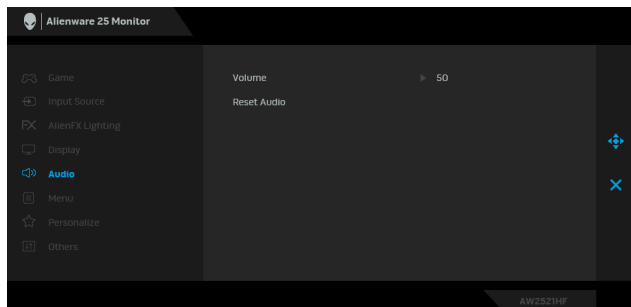 Alienware 25 Monitor
Game
Volume 50
Input Source
Reset Audio
AlienFX Lighting
Display
Audio
Menu
Personalize
Others
AW2521HF